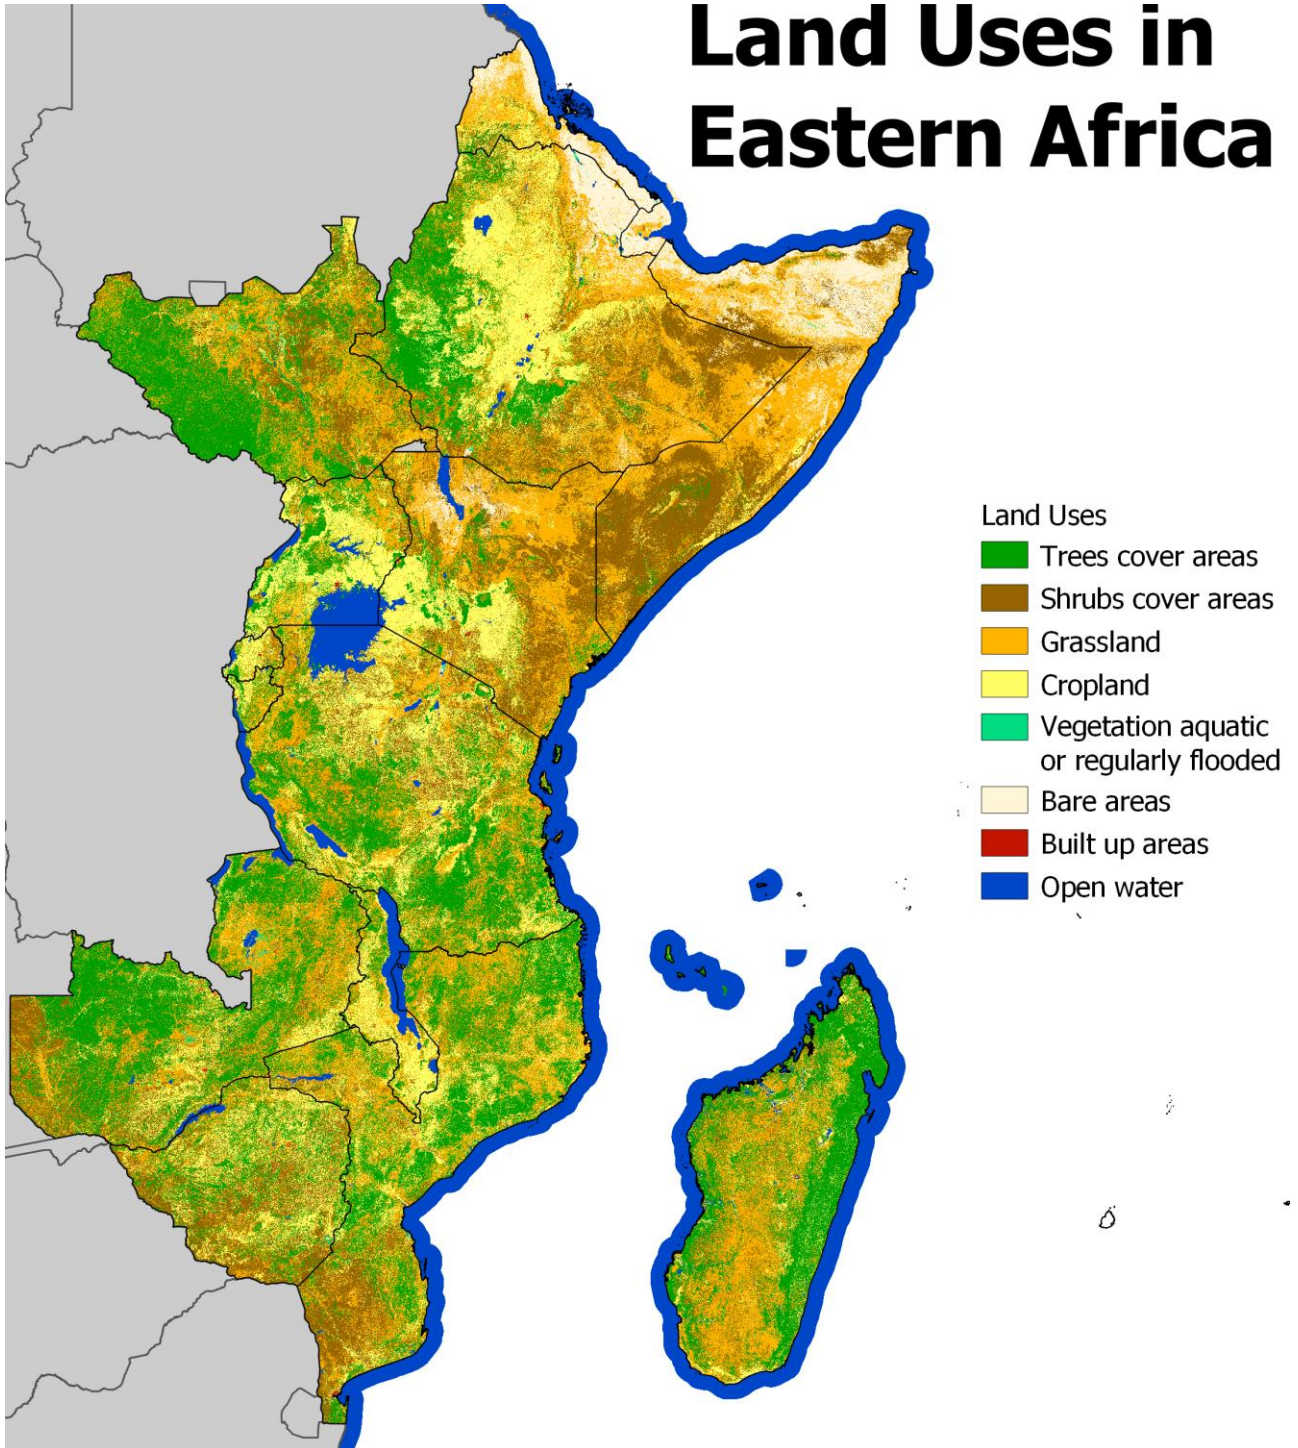 Land Uses in
Eastern Africa
Land Uses
Trees cover areas
Shrubs cover areas
Grassland
Cropland
Vegetation aquatic
or regularly flooded
Bare areas
Built up areas
Open water